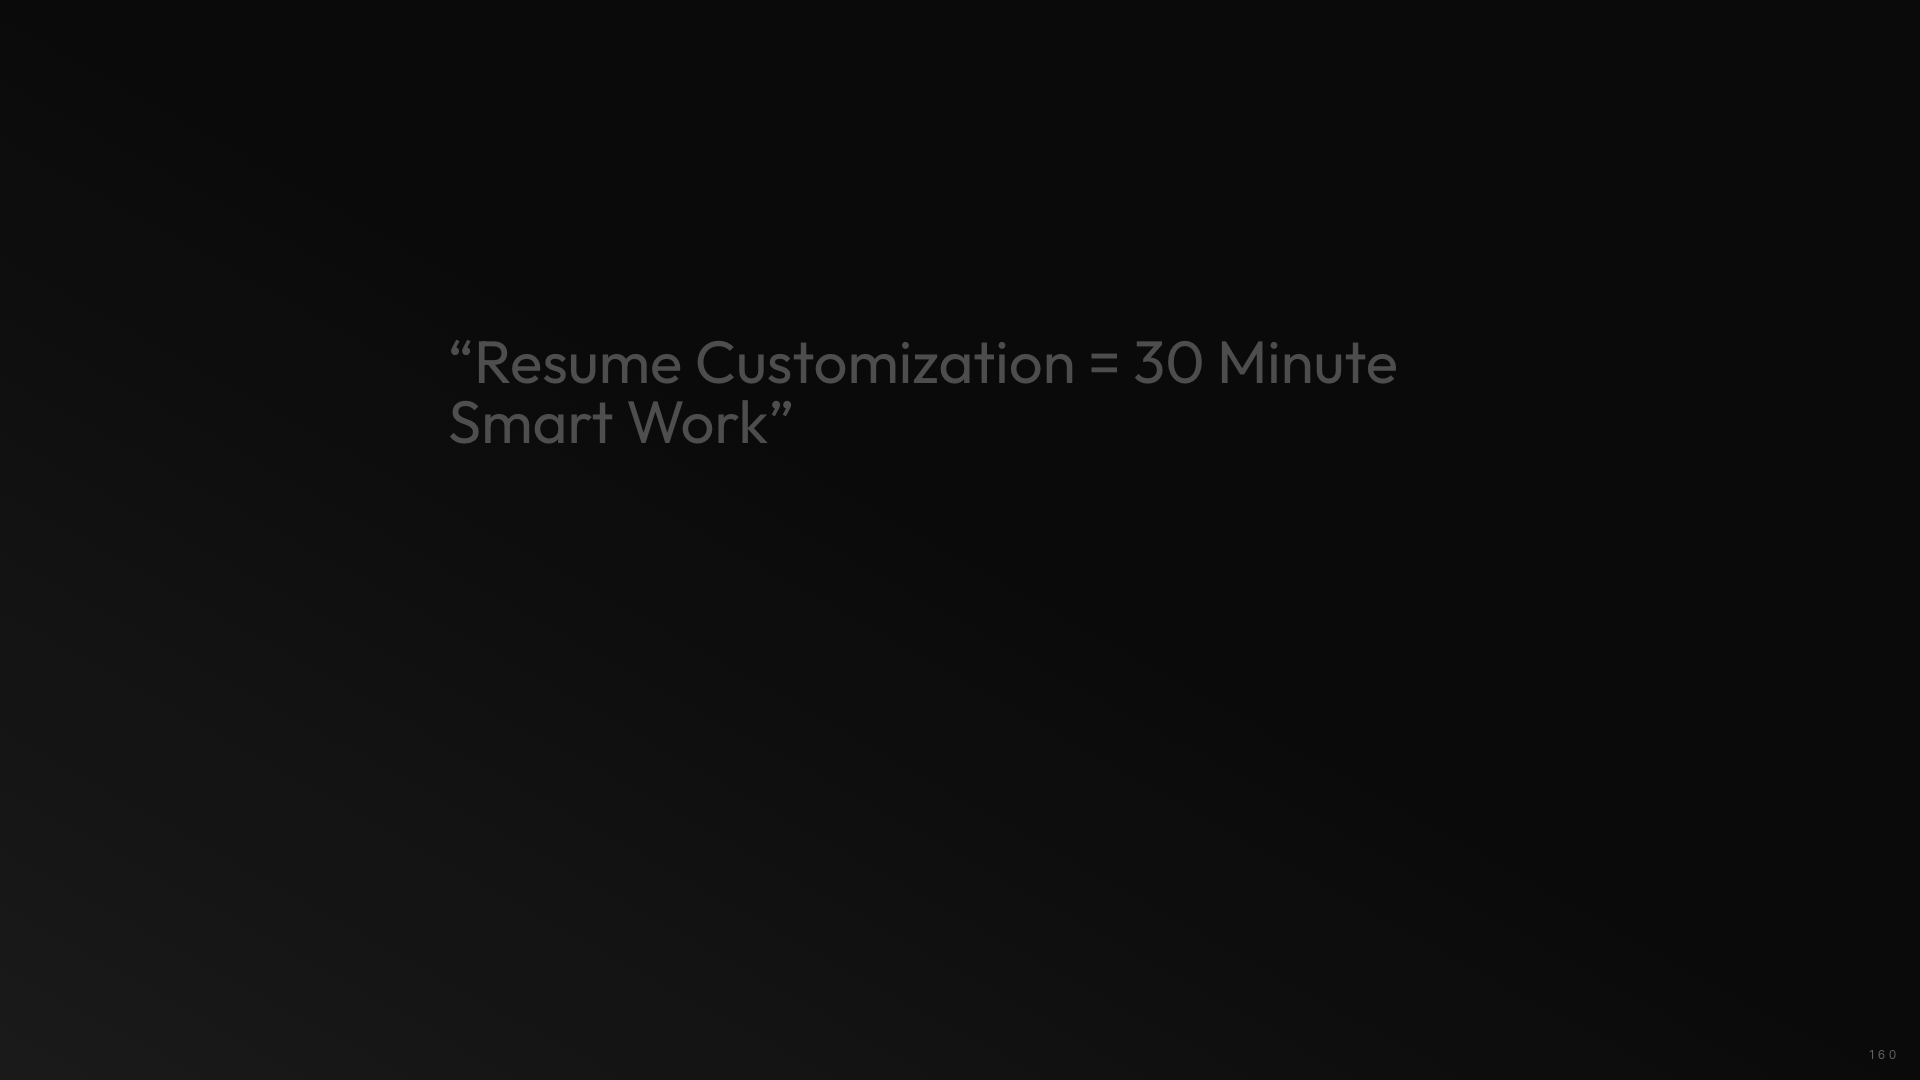 “Resume Customization = 30 Minute
Smart Work”
160